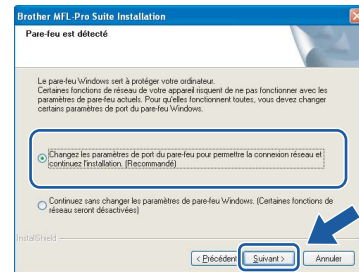 Brother MFL-Pro Suite Installation
Pare-feu est détecté
Le pare-feu Windows sert à protéger votre ordinateur.
Certaines fonctions de réseau de votre appareil risquent de ne pas fonctionner avec les
paramètres de pare-feu actuels. Pour qu'elles fonctionnent toutes, vous devez changer
certains paramètres de port du pare-feu Windows.
Changez les paramètres de port du pare-feu pour permettre la connexion réseau et
continuez l'installation. (Recommandé)
Continuez sans changer les paramètres de pare-feu Windows. (Certaines fonctions de
réseau seront désactivées)
InstallShield
< Précédent
Suivant >
Annuler